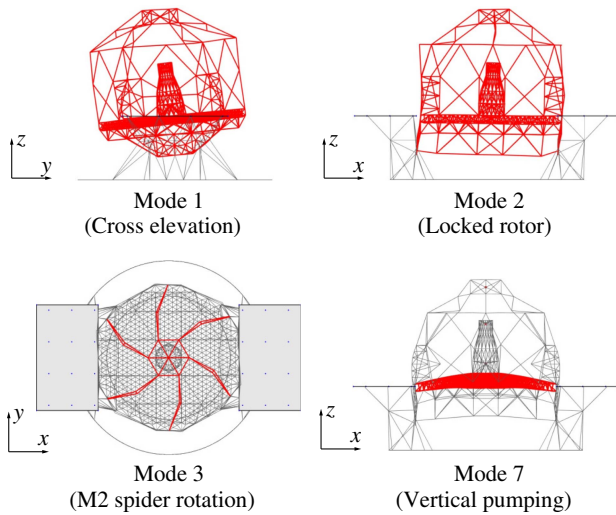 z
y
Mode 1
(Cross elevation)
z
x
Mode 2
(Locked rotor)
y
x
Mode 3
(M2 spider rotation)
z
x
Mode 7
(Vertical pumping)